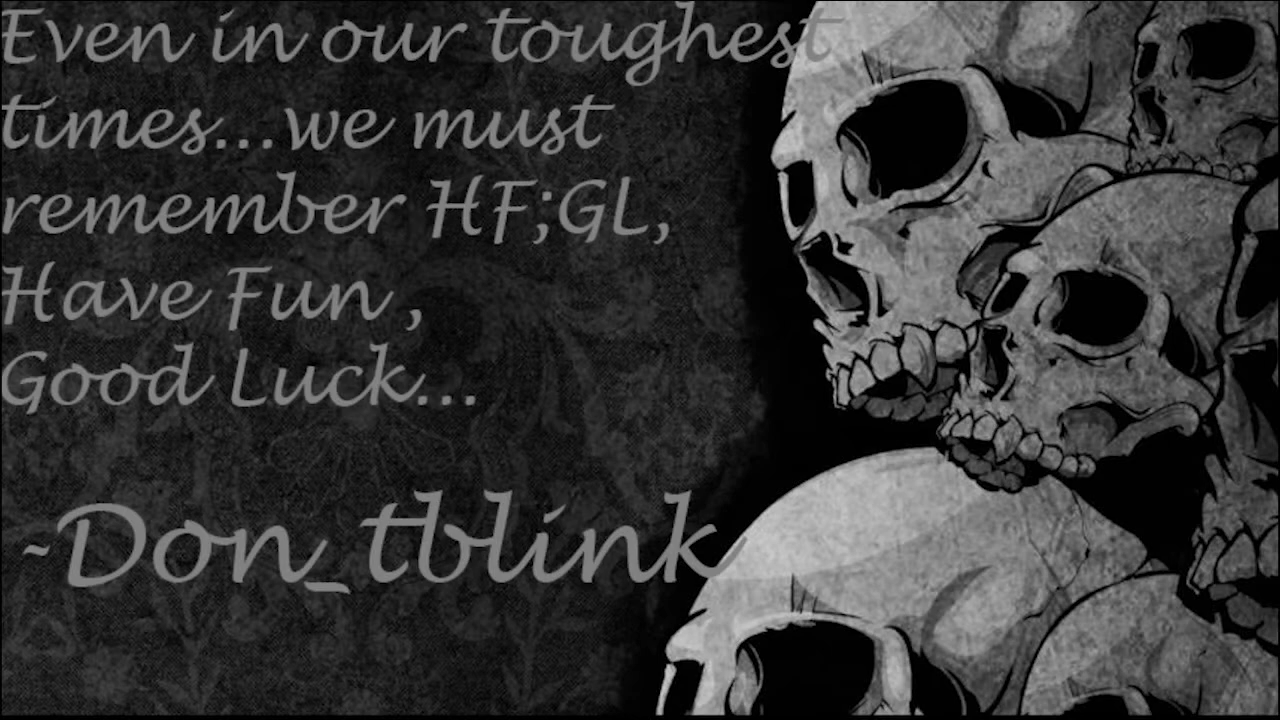 Even in our toughest
times...we must
remember HF;GL,
Have Fun ,
Good Luck...
~Don_tblink